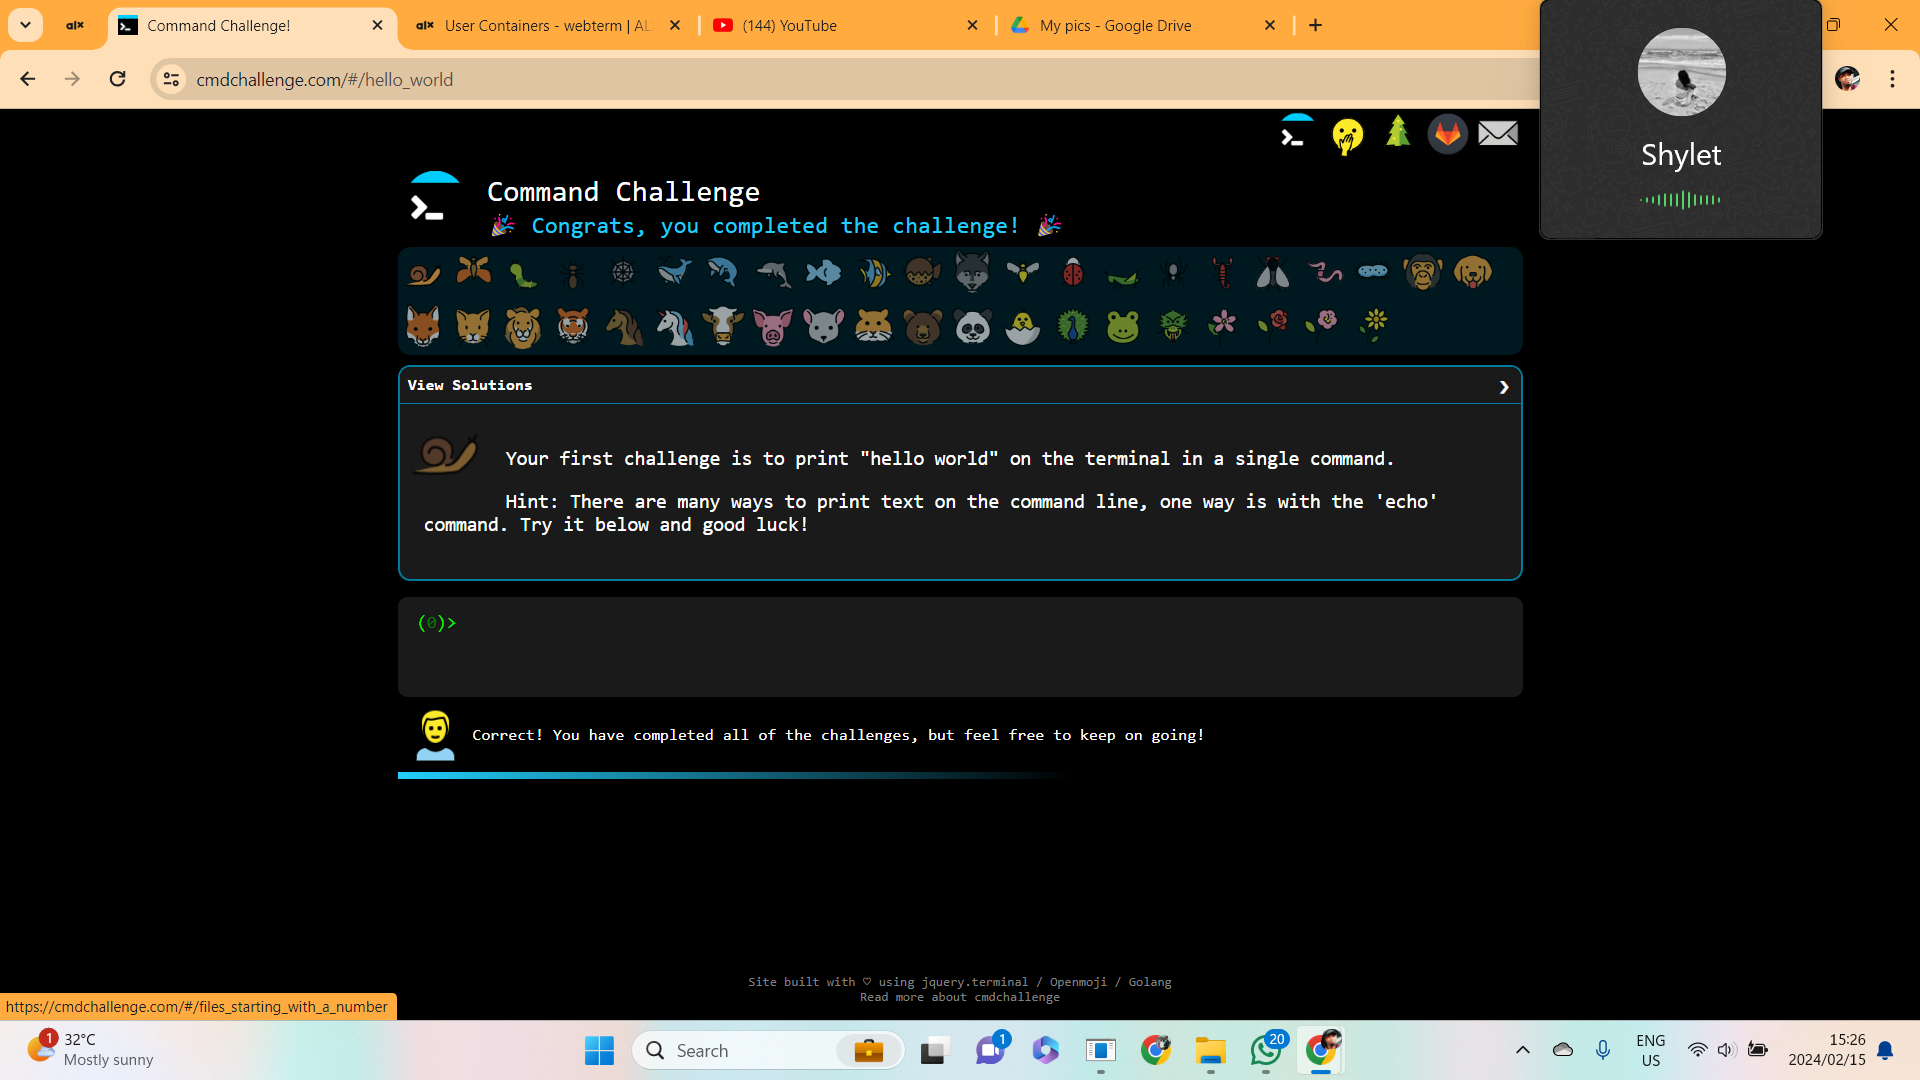 Command Challenge!
User Containers - webterm | AL
(144) YouTube
My pics - Google Drive
cmdchallenge.com/#/hello_world
Shylet
Command Challenge
Congrats, you completed the challenge!
View Solutions
Your first challenge is to print "hello world" on the terminal in a single command.
Hint: There are many ways to print text on the command line, one way is with the 'echo'
command. Try it below and good luck!
(0)>
Correct! You have completed all of the challenges, but feel free to keep on going!
Site built with ♡ using jquery.terminal / Openmoji / Golang
Read more about cmdchallenge
https://cmdchallenge.com/#/files_starting_with_a_number
1
32°C
Mostly sunny
Search
1
20
ENG
US
15:26
2024/02/15